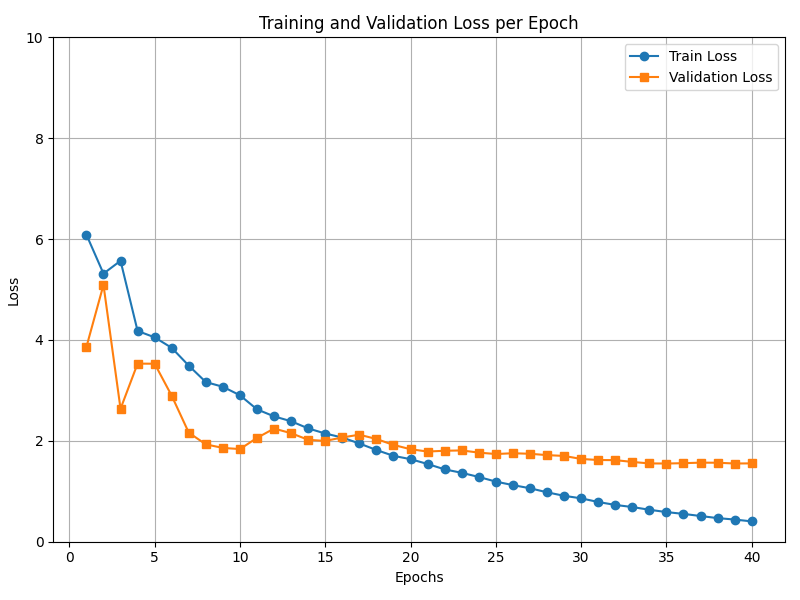 Training and Validation Loss per Epoch
Train Loss
Validation Loss
Loss
10
8
6
4
2
0
0 5 10 15 20 25 30 35 40
Epochs